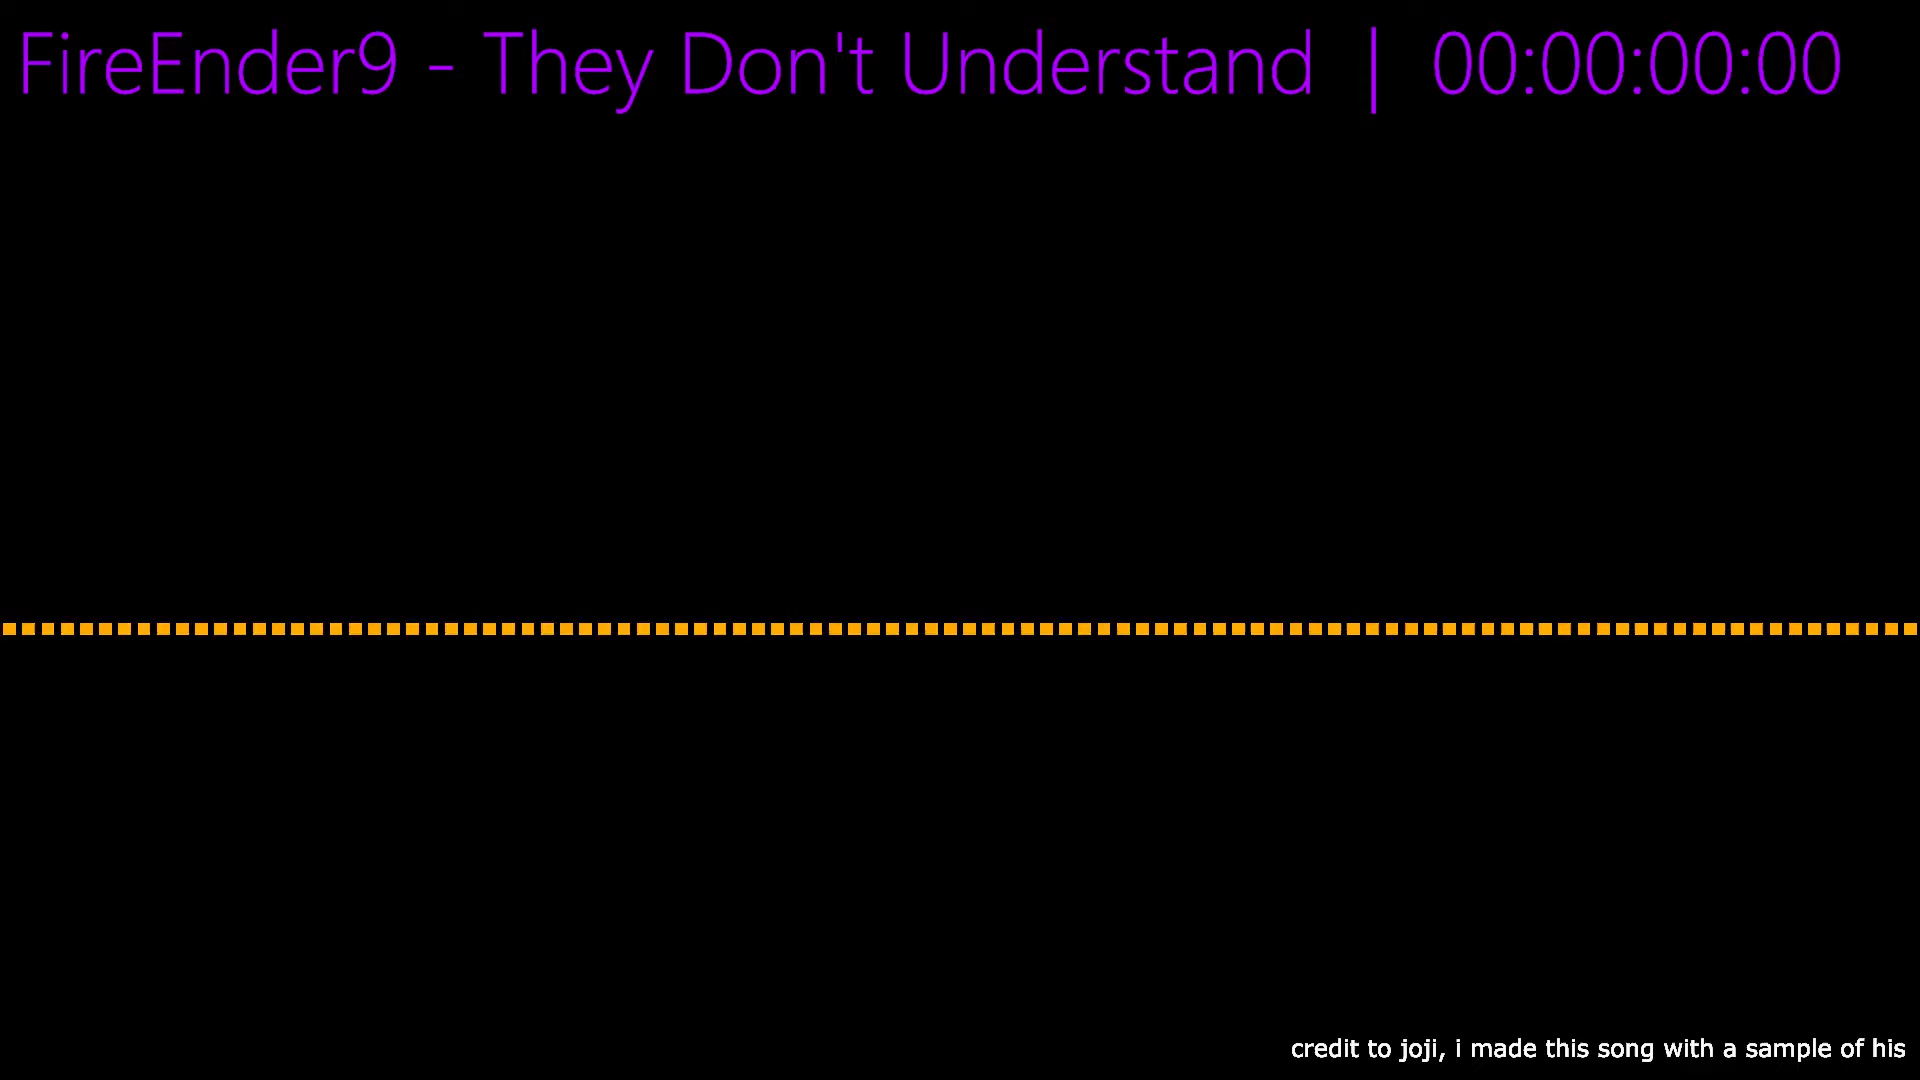 FireEnder9 - They Don't Understand | 00:00:00:00
credit to joji, i made this song with a sample of his